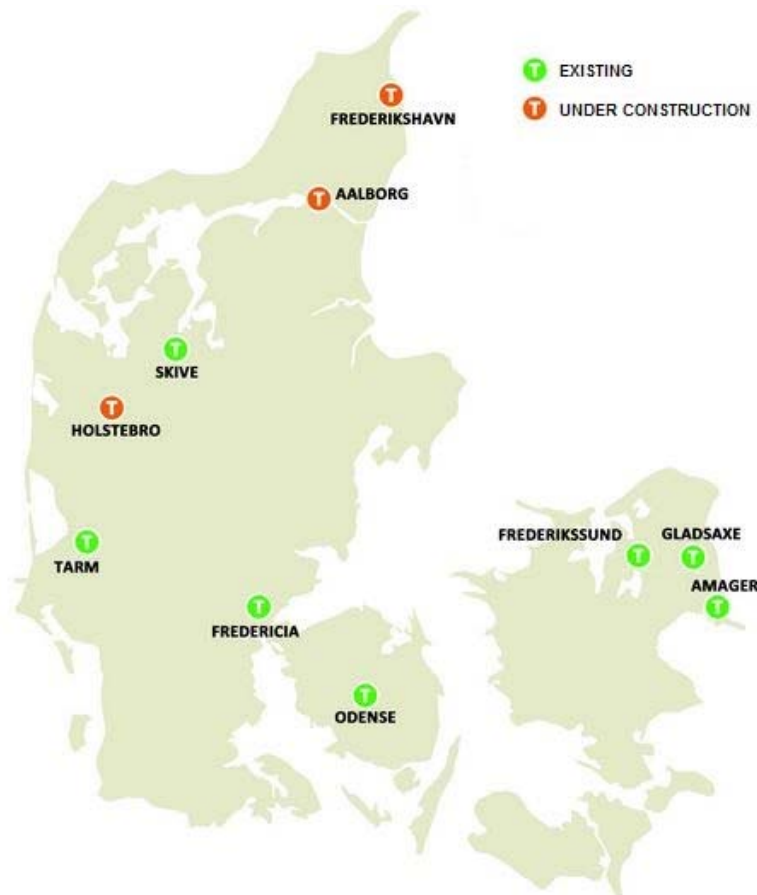 T EXISTING
T UNDER CONSTRUCTION
T
FREDERIKSHAVN
T AALBORG
T
SKIVE
T
HOLSTEBRO
T
TARM
FREDERIKSSUND T
GLADSAXE
T
AMAGER
T
T
FREDERICIA
T
ODENSE